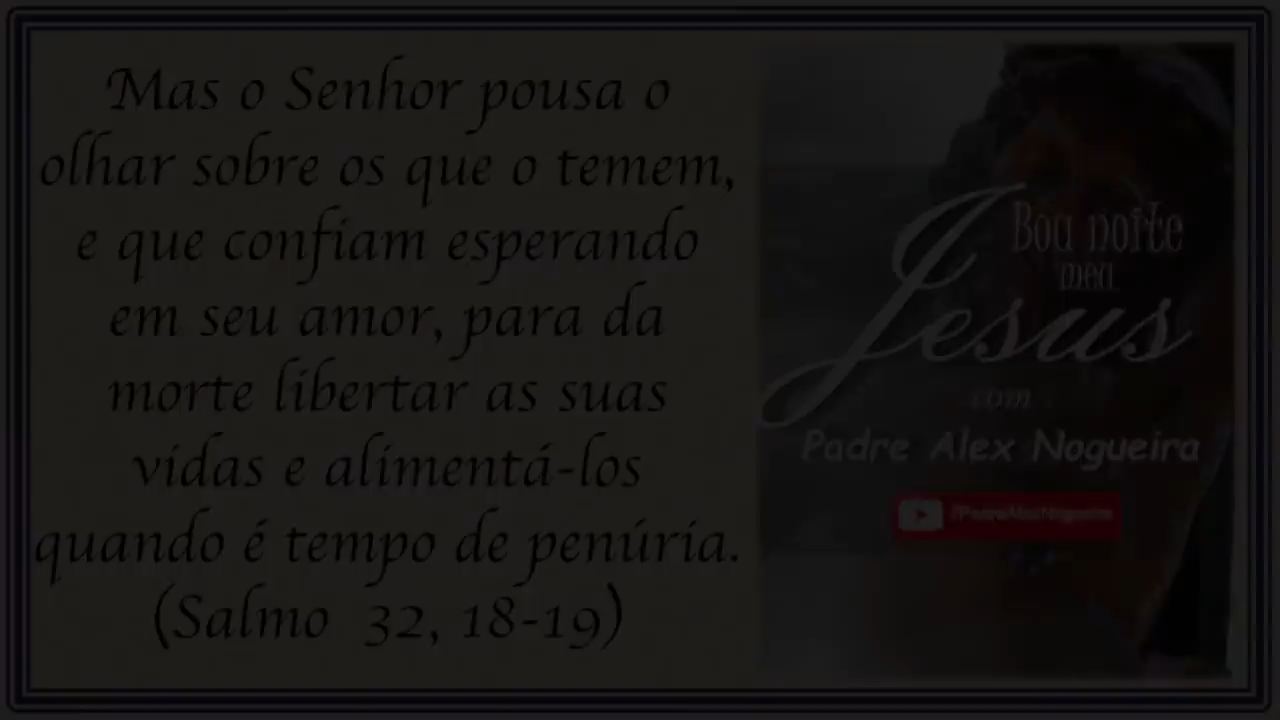 Mas o Senhor pousa o
olhar sobre os que o temem,
e que confiam esperando
em seu amor, para da
morte libertar as suas
vidas e alimentá-los
quando é tempo de penúria.
(Salmo 32, 18-19)
Boa noite
meu
Jesus
com
Padre Alex Nogueira
/PadreAlexNogueira